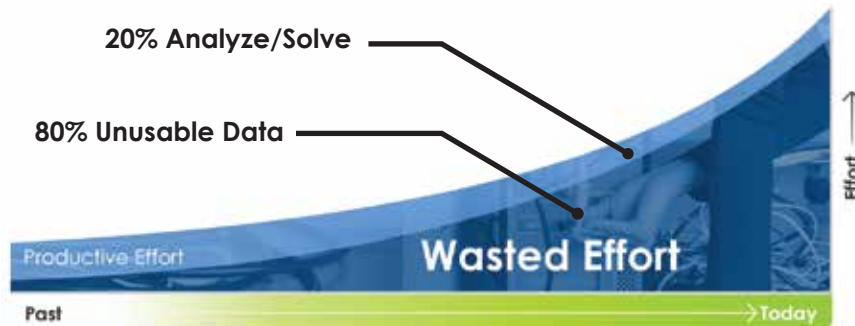 20% Analyze/Solve
80% Unusable Data
Effort
Productive Effort
Wasted Effort
Past
Today